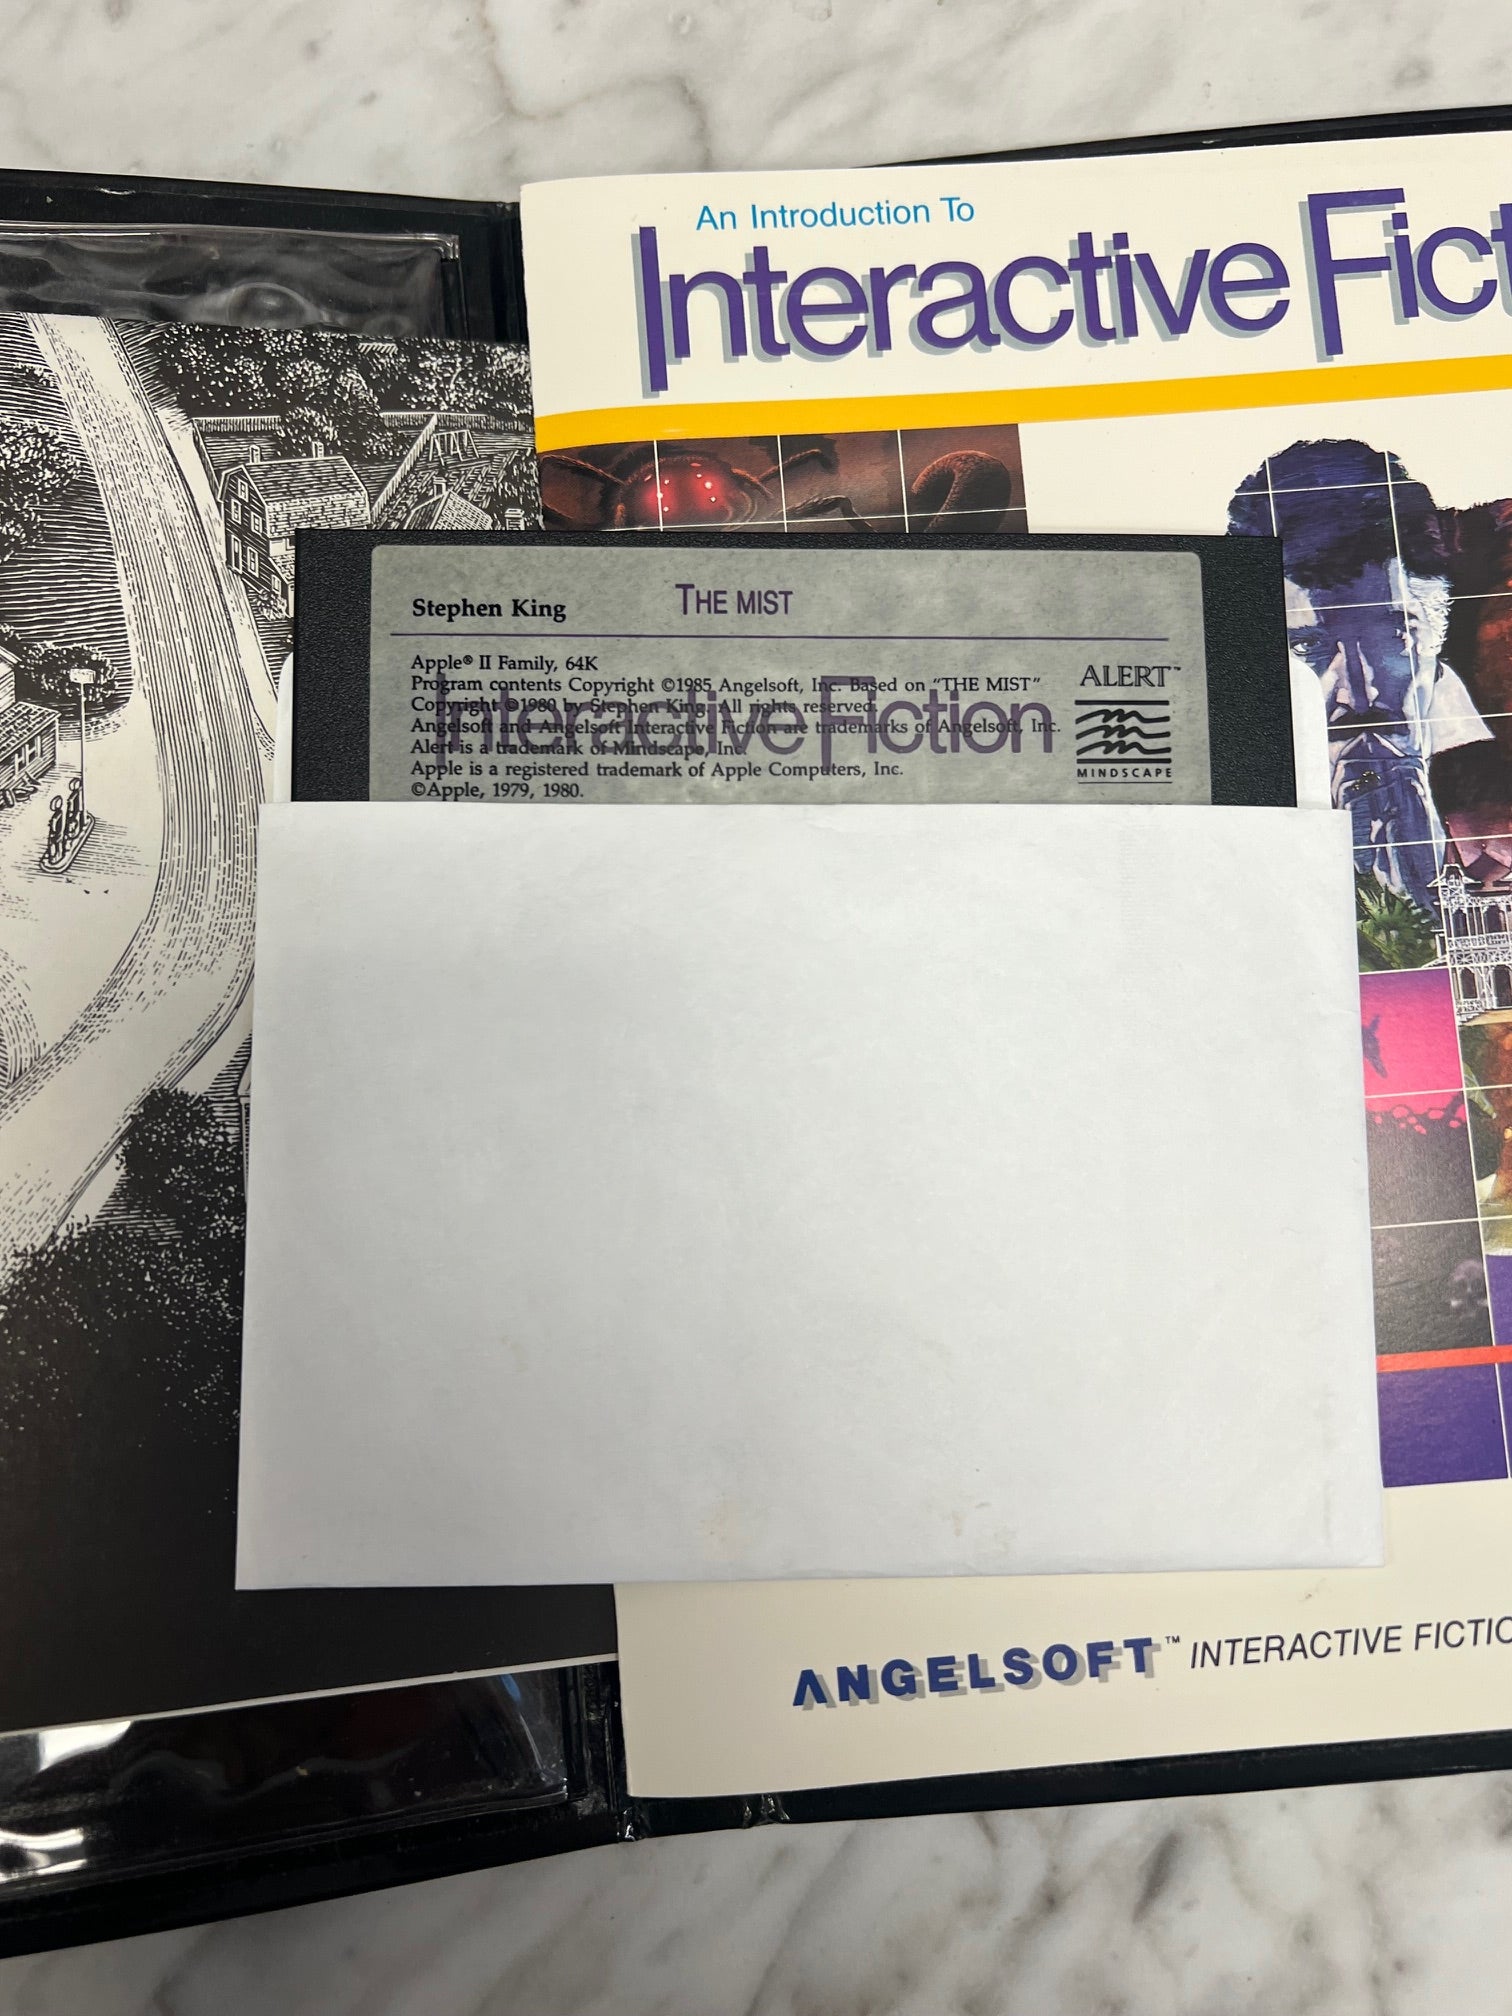 An Introduction To
Interactive Fict
Stephen King
THE MIST
Apple® II Family, 64K
Program contents Copyright ©1985 Angelsoft, Inc. Based on “THE MIST”
Copyright ©1980 by Stephen King. All rights reserved.
Angelsoft and Angelsoft Interactive Fiction are trademarks of Angelsoft, Inc.
Alert is a trademark of Mindscape, Inc.
Apple is a registered trademark of Apple Computers, Inc.
©Apple, 1979, 1980.
Interactive Fiction
ALERT™
MINDSCAPE
ANGELSOFT™ INTERACTIVE FICTIO